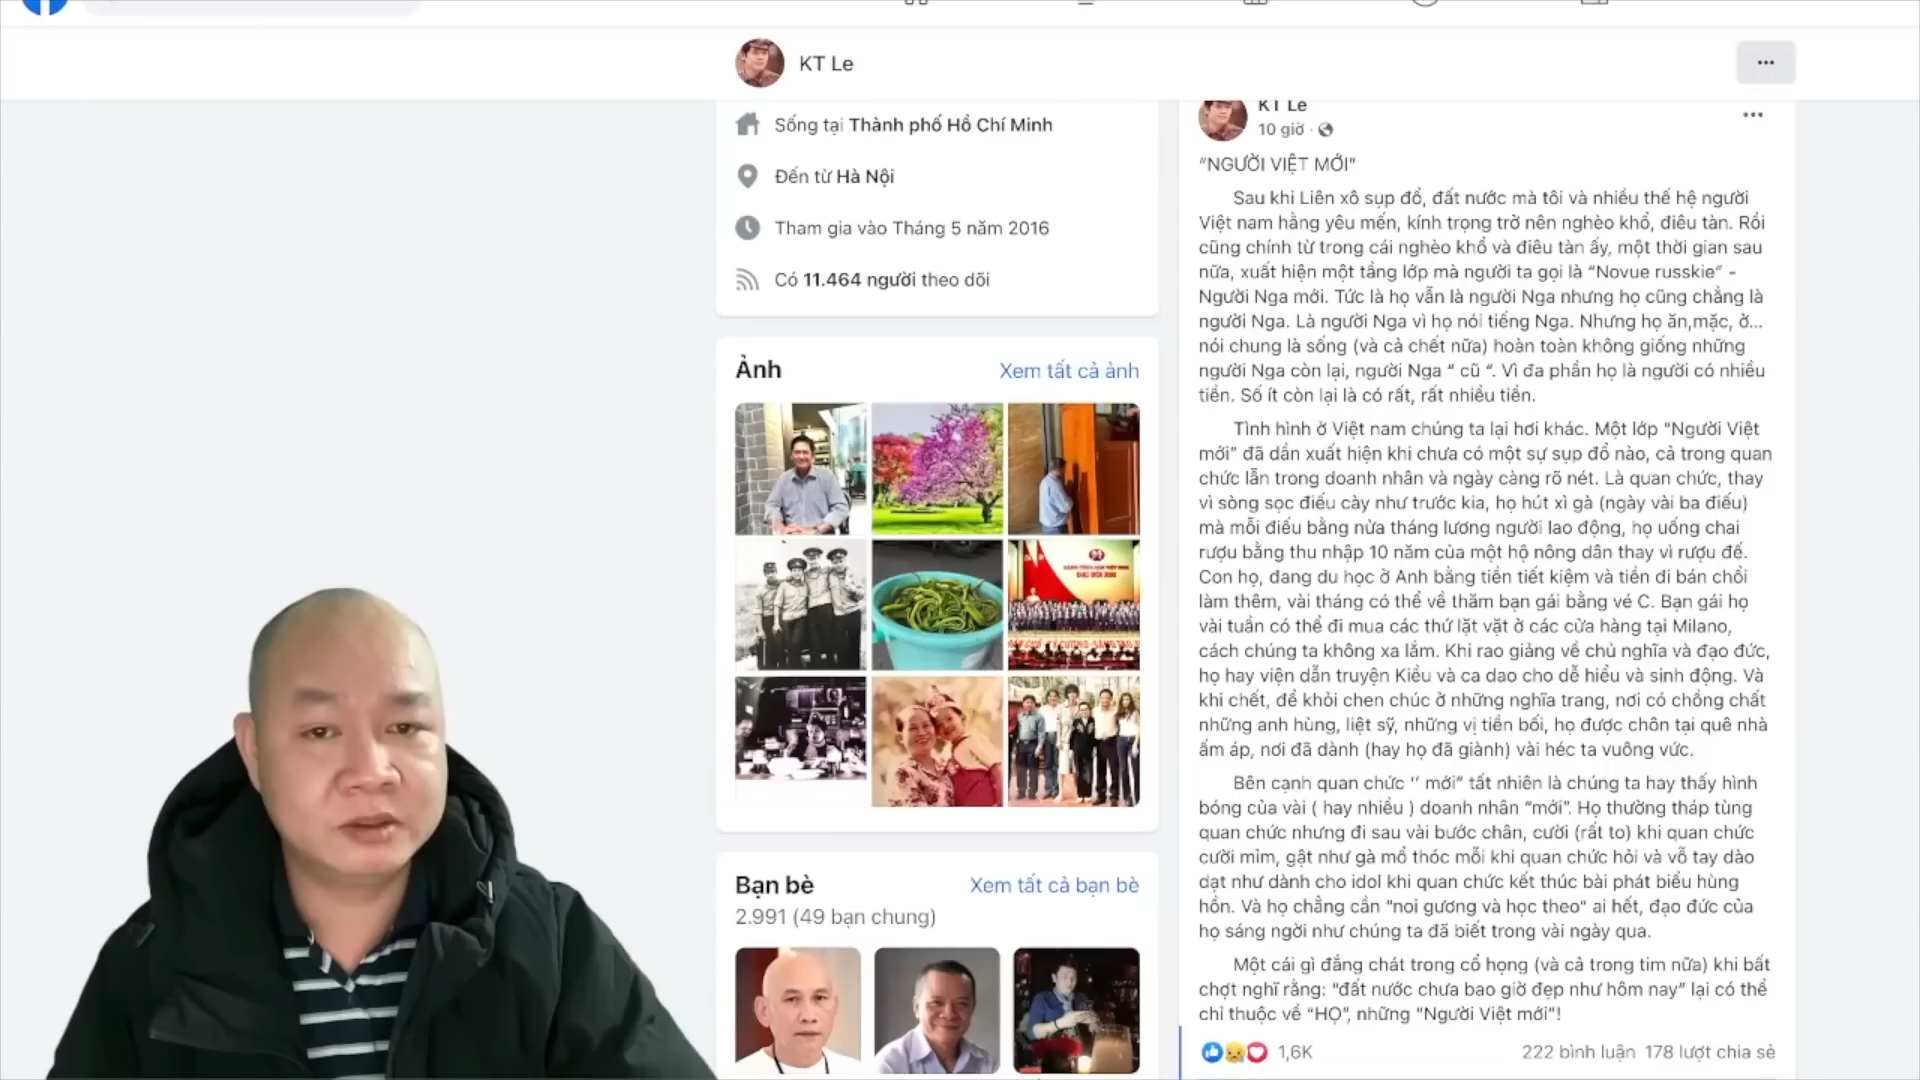 KT Le
Sống tại Thành phố Hồ Chí Minh
Đến từ Hà Nội
Tham gia vào Tháng 5 năm 2016
Có 11.464 người theo dõi
Ảnh
Xem tất cả ảnh
ĐẠI HỘI XIII
Bạn bè
Xem tất cả bạn bè
2.991 (49 bạn chung)
KT Le
10 giờ ·
“NGƯỜI VIỆT MỚI"
Sau khi Liên xô sụp đổ, đất nước mà tôi và nhiều thế hệ người
Việt nam hằng yêu mến, kính trọng trở nên nghèo khổ, điêu tàn. Rồi
cũng chính từ trong cái nghèo khổ và điêu tàn ấy, một thời gian sau
nữa, xuất hiện một tầng lớp mà người ta gọi là “Novue russkie” -
Người Nga mới. Tức là họ vẫn là người Nga nhưng họ cũng chẳng là
người Nga. Là người Nga vì họ nói tiếng Nga. Nhưng họ ăn,mặc, ở...
nói chung là sống (và cả chết nữa) hoàn toàn không giống những
người Nga còn lại, người Nga “ cũ “. Vì đa phần họ là người có nhiều
tiền. Số ít còn lại là có rất, rất nhiều tiền.
Tình hình ở Việt nam chúng ta lại hơi khác. Một lớp “Người Việt
mới” đã dần xuất hiện khi chưa có một sự sụp đổ nào, cả trong quan
chức lẫn trong doanh nhân và ngày càng rõ nét. Là quan chức, thay
vì sòng sọc điếu cày như trước kia, họ hút xì gà (ngày vài ba điếu)
mà mỗi điếu bằng nửa tháng lương người lao động, họ uống chai
rượu bằng thu nhập 10 năm của một hộ nông dân thay vì rượu đế.
Con họ, đang du học ở Anh bằng tiền tiết kiệm và tiền đi bán chổi
làm thêm, vài tháng có thể về thăm bạn gái bằng vé C. Bạn gái họ
vài tuần có thể đi mua các thứ lặt vặt ở các cửa hàng tại Milano,
cách chúng ta không xa lắm. Khi rao giảng về chủ nghĩa và đạo đức,
họ hay viện dẫn truyện Kiều và ca dao cho dễ hiểu và sinh động. Và
khi chết, để khỏi chen chúc ở những nghĩa trang, nơi có chồng chất
những anh hùng, liệt sỹ, những vị tiền bối, họ được chôn tại quê nhà
ấm áp, nơi đã dành (hay họ đã giành) vài héc ta vuông vức.
Bên cạnh quan chức ‘’ mới” tất nhiên là chúng ta hay thấy hình
bóng của vài ( hay nhiều ) doanh nhân “mới”. Họ thường tháp tùng
quan chức nhưng đi sau vài bước chân, cười (rất to) khi quan chức
cười mỉm, gật như gà mổ thóc mỗi khi quan chức hỏi và vỗ tay dào
dạt như dành cho idol khi quan chức kết thúc bài phát biểu hùng
hồn. Và họ chẳng cần "noi gương và học theo" ai hết, đạo đức của
họ sáng ngời như chúng ta đã biết trong vài ngày qua.
Một cái gì đắng chát trong cổ họng (và cả trong tim nữa) khi bất
chợt nghĩ rằng: “đất nước chưa bao giờ đẹp như hôm nay” lại có thể
chỉ thuộc về “HỌ”, những "Người Việt mới"!
1,6K
222 bình luận 178 lượt chia sẻ